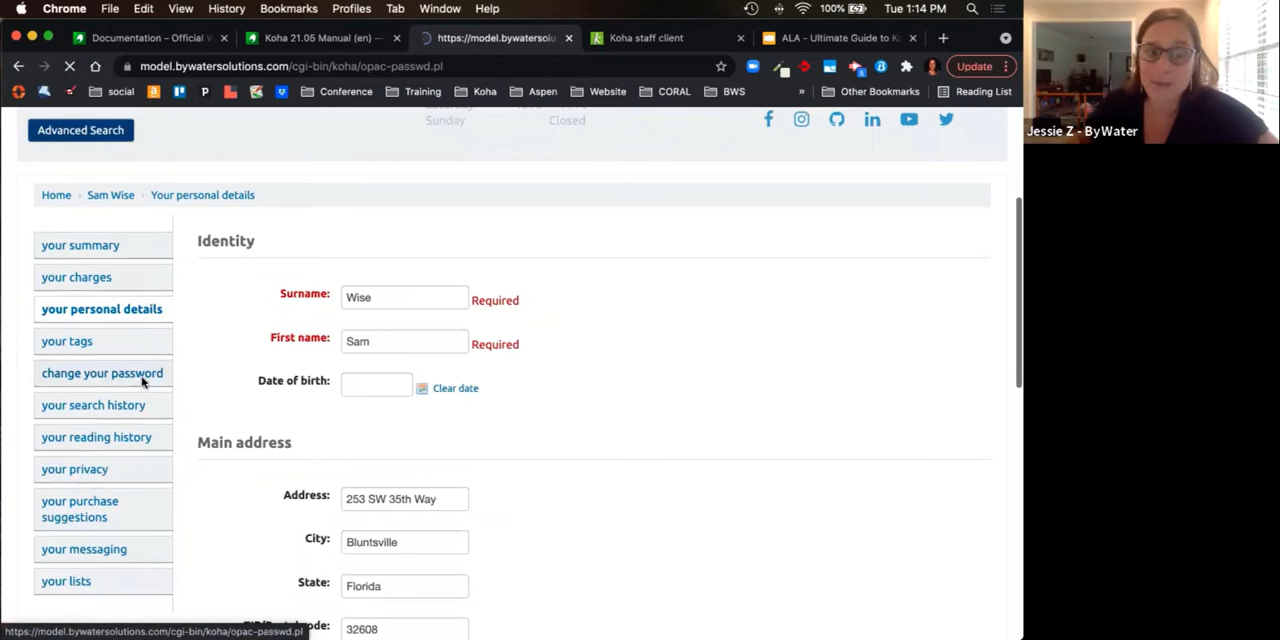 Chrome File Edit View History Bookmarks Profiles Tab Window Help 100% Tue 1:14 PM
Documentation – Official Koha 21.05 Manual (en) — https://model.bywatersolu Koha staff client ALA - Ultimate Guide to K
model.bywatersolutions.com/cgi-bin/koha/opac-passwd.pl Update
social Conference Training Koha Aspen Website CORAL BWS » Other Bookmarks Reading List
Sunday Closed
Advanced Search
Jessie Z - ByWater
Home Sam Wise Your personal details
your summary
your charges
your personal details
your tags
change your password
your search history
your reading history
your privacy
your purchase
suggestions
your messaging
your lists
Identity
Surname: Wise Required
First name: Sam Required
Date of birth: Clear date
Main address
Address: 253 SW 35th Way
City: Bluntsville
State: Florida
32608
https://model.bywatersolutions.com/cgi-bin/koha/opac-passwd.pl